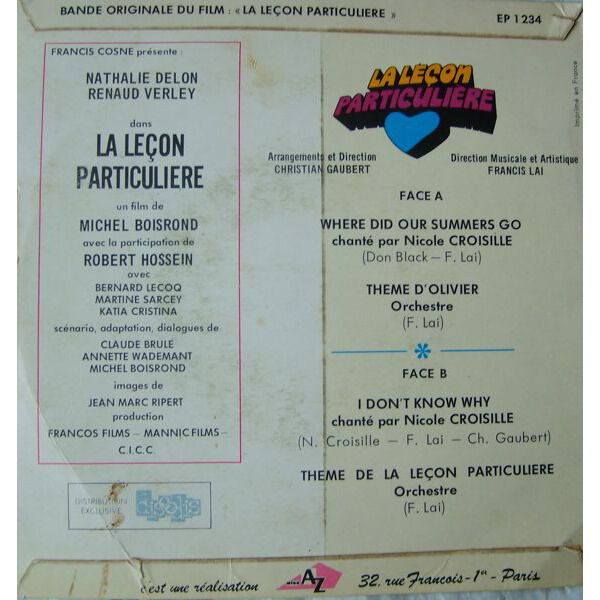 BANDE ORIGINALE DU FILM : « LA LEÇON PARTICULIERE »
EP 1 234
FRANCIS COSNE présente :
NATHALIE DELON
RENAUD VERLEY
dans
LA LEÇON
PARTICULIERE
un film de
MICHEL BOISROND
avec la participation de
ROBERT HOSSEIN
avec
BERNARD LECOQ
MARTINE SARCEY
KATIA CRISTINA
scénario, adaptation, dialogues de
CLAUDE BRULE
ANNETTE WADEMANT
MICHEL BOISROND
images de
JEAN MARC RIPERT
production
FRANCOS FILMS – MANNIC FILMS –
C.I.C.C.
DISTRIBUTION
EXCLUSIVE
discodis
LA LEÇON
PARTICULIÈRE
Imprimé en France
Arrangements et Direction
CHRISTIAN GAUBERT
Direction Musicale et Artistique
FRANCIS LAI
FACE A
WHERE DID OUR SUMMERS GO
chanté par Nicole CROISILLE
(Don Black – F. Lai)
THEME D'OLIVIER
Orchestre
(F. Lai)
FACE B
I DON'T KNOW WHY
chanté par Nicole CROISILLE
(N. Croisille – F. Lai – Ch. Gaubert)
THEME DE LA LEÇON PARTICULIERE
Orchestre
(F. Lai)
c'est une réalisation
AZ
32, rue François-1er - Paris